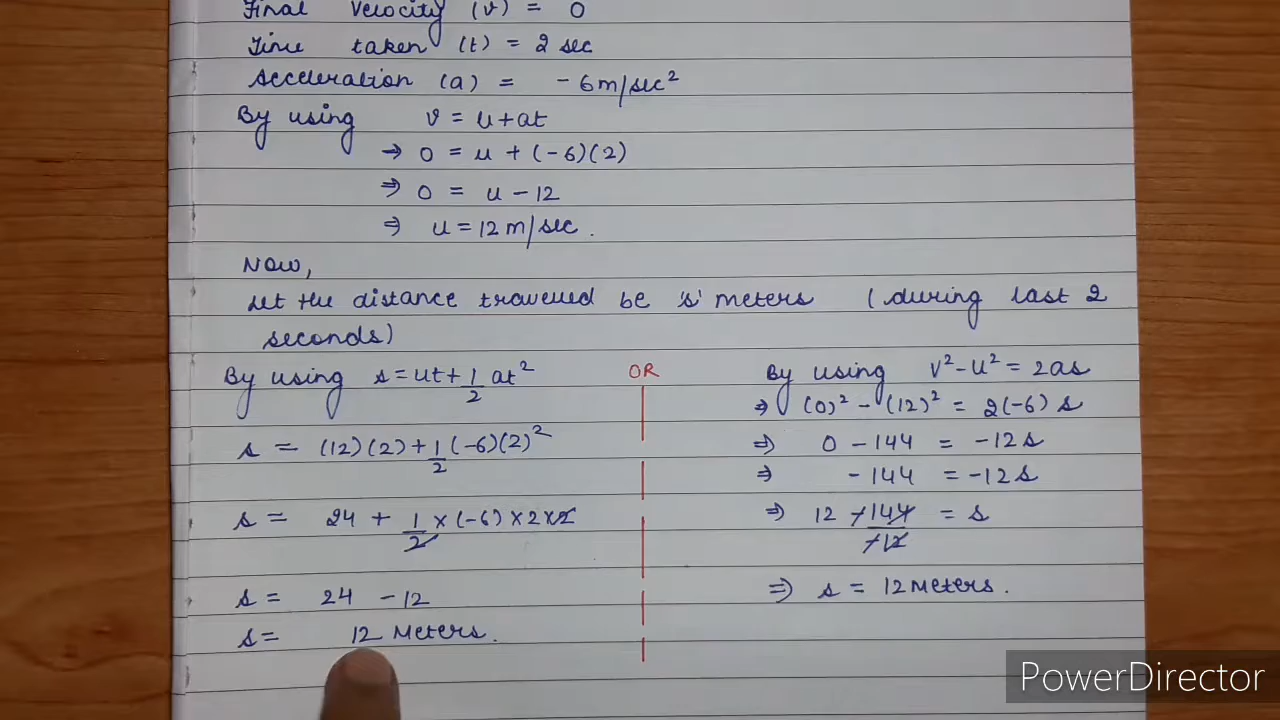 Final velocity (v) = 0
Time taken (t) = 2 sec
Acceleration (a) = -6m/sec²
By using v = u+at
⇒ 0 = u + (-6)(2)
⇒ 0 = u - 12
⇒ u = 12 m/sec.
Now,
Let the distance travelled be 's' meters (during last 2
seconds)
By using s = ut + 1/2 at²
s = (12)(2) + 1/2 (-6)(2)²
s = 24 + 1/2 × (-6) × 2 × 2
s = 24 - 12
s = 12 Meters.
OR
By using v² - u² = 2as
⇒ (0)² - (12)² = 2(-6) s
⇒ 0 - 144 = -12s
⇒ -144 = -12s
⇒ 12 -144/-12 = s
⇒ s = 12 Meters.
PowerDirector